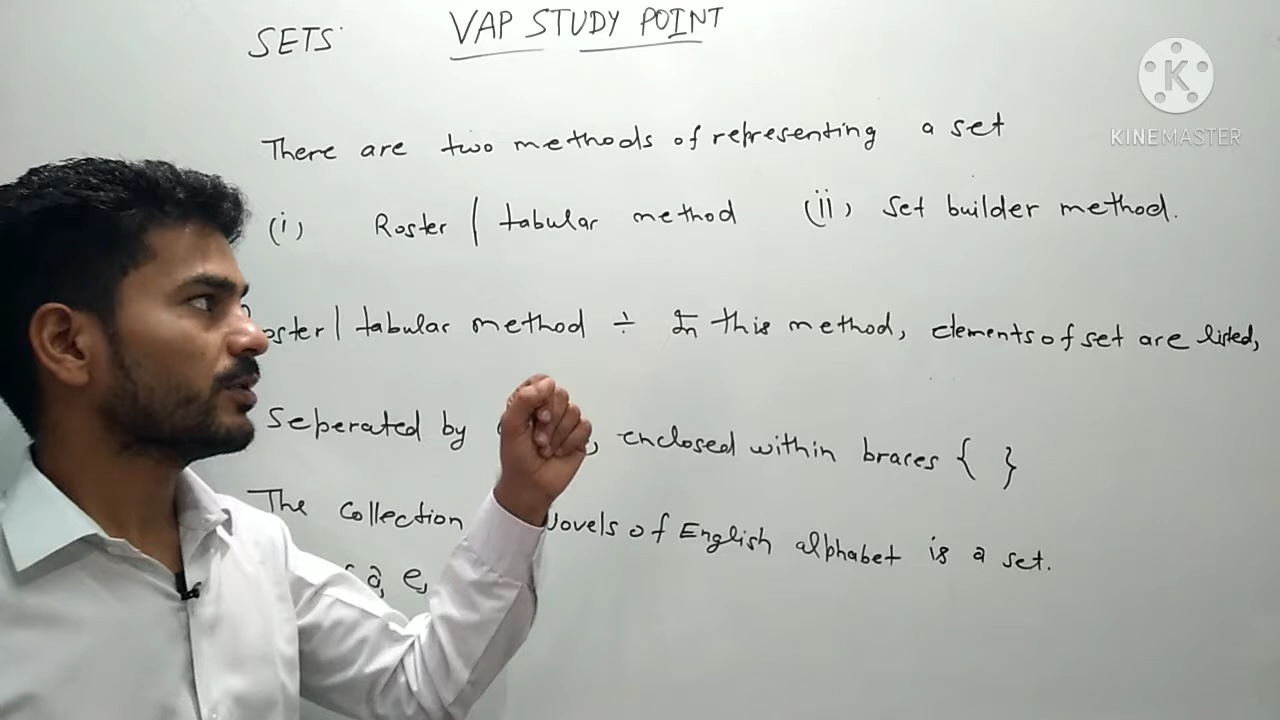 SETS VAP STUDY POINT
K
KINEMASTER
There are two methods of representing a set
(i) Roster / tabular method (ii) Set builder method.
oster / tabular method ÷ In this method, elements of set are listed,
Seperated by , enclosed within braces { }
The collection vovels of English alphabet is a set.
a, e,